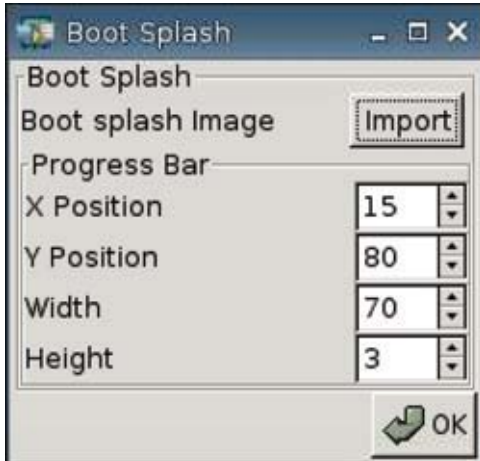 Boot Splash
Boot Splash
Boot splash Image Import
Progress Bar
X Position 15
Y Position 80
Width 70
Height 3
OK